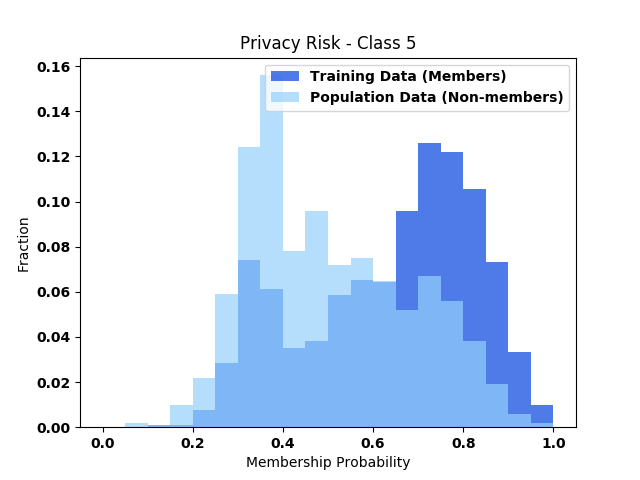 Privacy Risk - Class 5
Training Data (Members)
Population Data (Non-members)
Fraction
0.16
0.14
0.12
0.10
0.08
0.06
0.04
0.02
0.00
0.0 0.2 0.4 0.6 0.8 1.0
Membership Probability